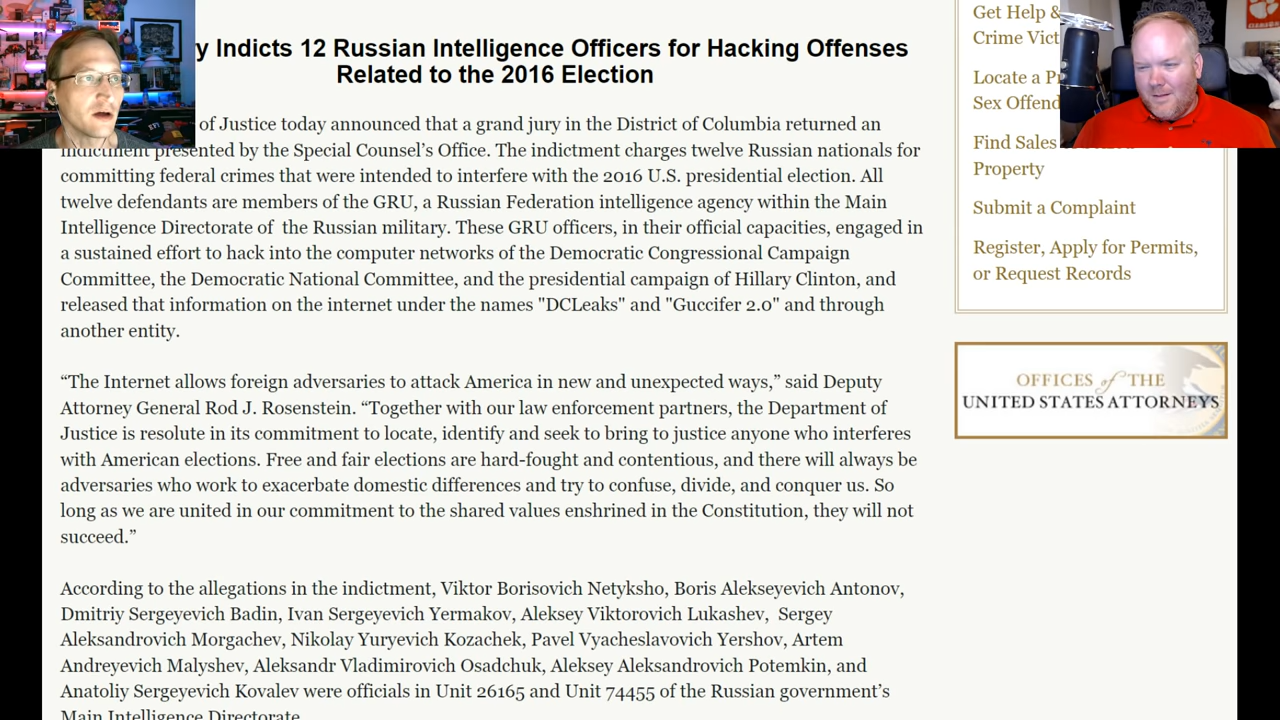 y Indicts 12 Russian Intelligence Officers for Hacking Offenses
Related to the 2016 Election
of Justice today announced that a grand jury in the District of Columbia returned an
indictment presented by the Special Counsel’s Office. The indictment charges twelve Russian nationals for
committing federal crimes that were intended to interfere with the 2016 U.S. presidential election. All
twelve defendants are members of the GRU, a Russian Federation intelligence agency within the Main
Intelligence Directorate of the Russian military. These GRU officers, in their official capacities, engaged in
a sustained effort to hack into the computer networks of the Democratic Congressional Campaign
Committee, the Democratic National Committee, and the presidential campaign of Hillary Clinton, and
released that information on the internet under the names "DCLeaks" and "Guccifer 2.0" and through
another entity.
“The Internet allows foreign adversaries to attack America in new and unexpected ways,” said Deputy
Attorney General Rod J. Rosenstein. “Together with our law enforcement partners, the Department of
Justice is resolute in its commitment to locate, identify and seek to bring to justice anyone who interferes
with American elections. Free and fair elections are hard-fought and contentious, and there will always be
adversaries who work to exacerbate domestic differences and try to confuse, divide, and conquer us. So
long as we are united in our commitment to the shared values enshrined in the Constitution, they will not
succeed.”
According to the allegations in the indictment, Viktor Borisovich Netyksho, Boris Alekseyevich Antonov,
Dmitriy Sergeyevich Badin, Ivan Sergeyevich Yermakov, Aleksey Viktorovich Lukashev, Sergey
Aleksandrovich Morgachev, Nikolay Yuryevich Kozachek, Pavel Vyacheslavovich Yershov, Artem
Andreyevich Malyshev, Aleksandr Vladimirovich Osadchuk, Aleksey Aleksandrovich Potemkin, and
Anatoliy Sergeyevich Kovalev were officials in Unit 26165 and Unit 74455 of the Russian government’s
Main Intelligence Directorate.
Get Help &
Crime Vict
Locate a Pr
Sex Offend
Find Sales
Property
Submit a Complaint
Register, Apply for Permits,
or Request Records
OFFICES of THE
UNITED STATES ATTORNEYS